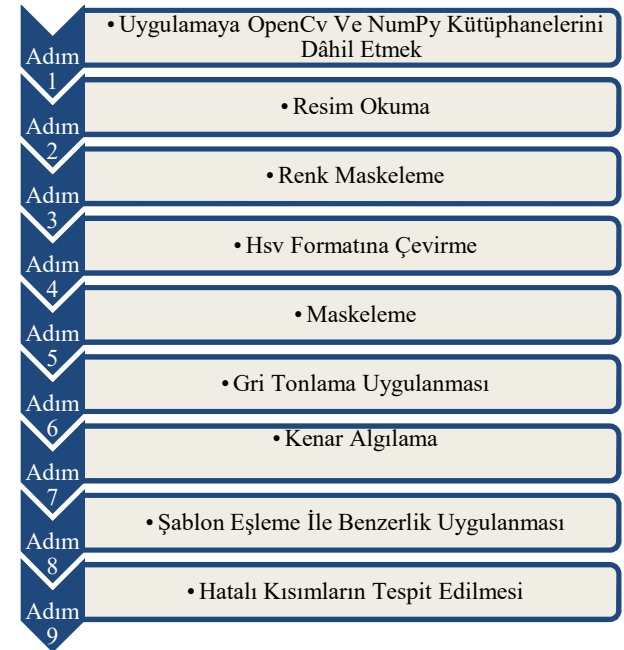 Adım
1
• Uygulamaya OpenCv Ve NumPy Kütüphanelerini
Dâhil Etmek
Adım
2
• Resim Okuma
Adım
3
• Renk Maskeleme
Adım
4
• Hsv Formatına Çevirme
Adım
5
• Maskeleme
Adım
6
• Gri Tonlama Uygulanması
Adım
7
• Kenar Algılama
Adım
8
• Şablon Eşleme İle Benzerlik Uygulanması
Adım
9
• Hatalı Kısımların Tespit Edilmesi